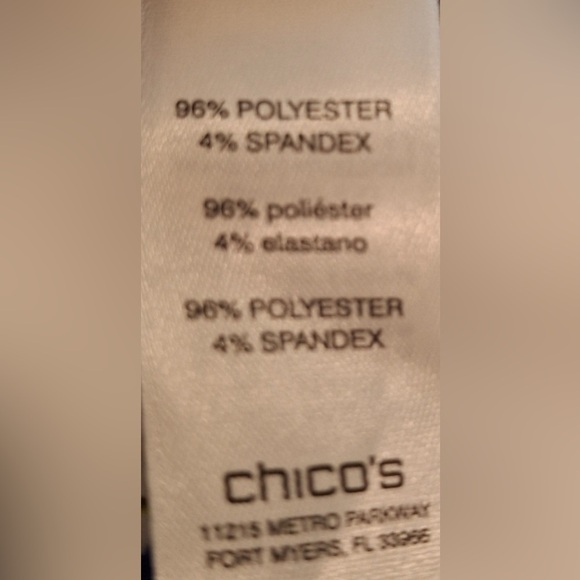 96% POLYESTER
4% SPANDEX
96% poliéster
4% elastano
96% POLYESTER
4% SPANDEX
chico's
11215 METRO PARKWAY
FORT MYERS, FL 33966